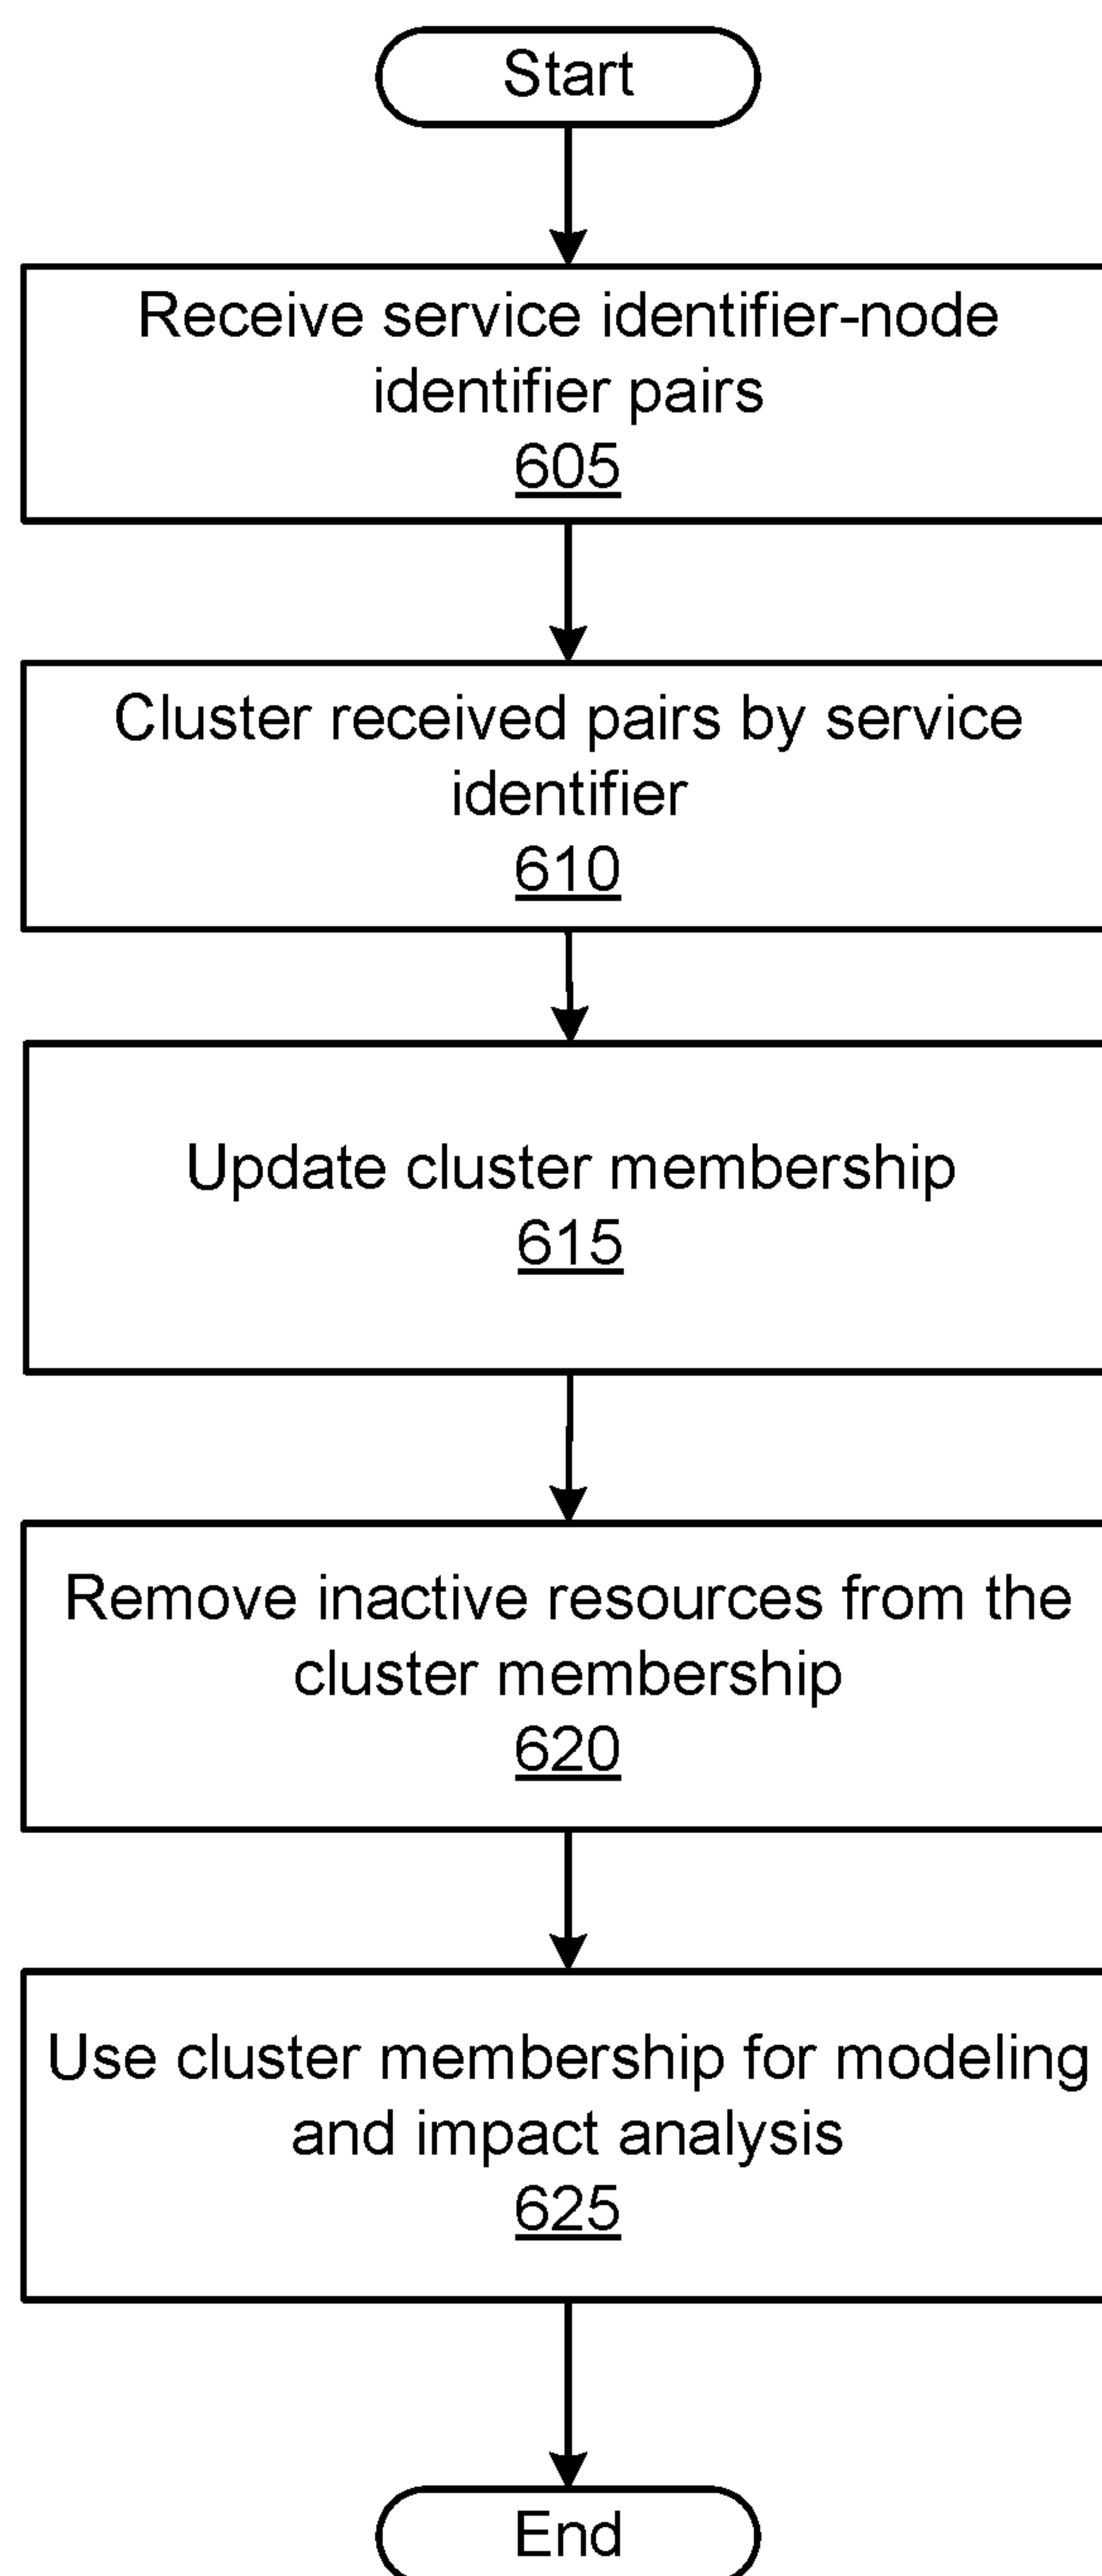 Start
Receive service identifier-node
identifier pairs
605
Cluster received pairs by service
identifier
610
Update cluster membership
615
Remove inactive resources from the
cluster membership
620
Use cluster membership for modeling
and impact analysis
625
End